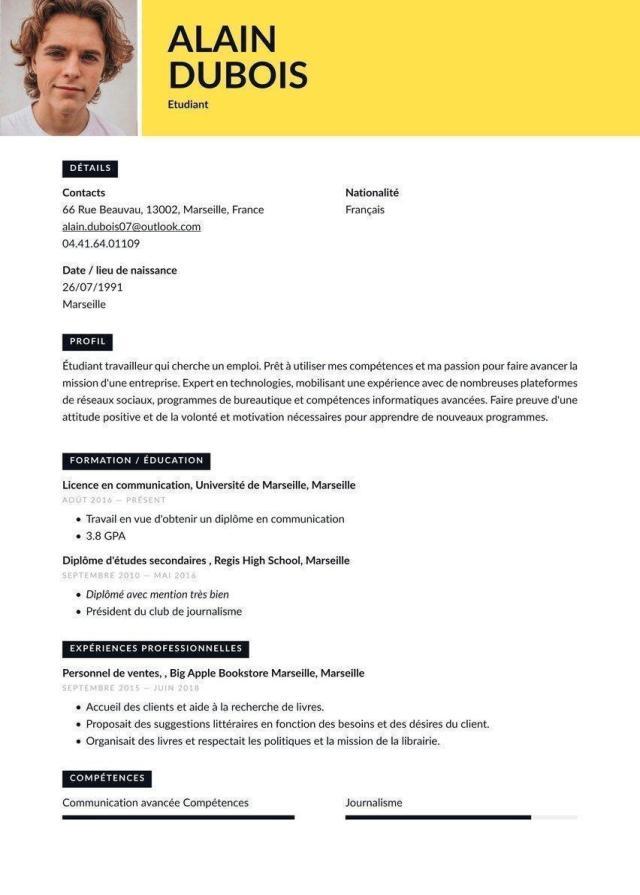 ALAIN
DUBOIS
Etudiant
DÉTAILS
Contacts
66 Rue Beauvau, 13002, Marseille, France
alain.dubois07@outlook.com
04.41.64.01109
Nationalité
Français
Date / lieu de naissance
26/07/1991
Marseille
PROFIL
Étudiant travailleur qui cherche un emploi. Prêt à utiliser mes compétences et ma passion pour faire avancer la
mission d'une entreprise. Expert en technologies, mobilisant une expérience avec de nombreuses plateformes
de réseaux sociaux, programmes de bureautique et compétences informatiques avancées. Faire preuve d'une
attitude positive et de la volonté et motivation nécessaires pour apprendre de nouveaux programmes.
FORMATION / ÉDUCATION
Licence en communication, Université de Marseille, Marseille
AOÛT 2016 — PRÉSENT
• Travail en vue d'obtenir un diplôme en communication
• 3.8 GPA
Diplôme d'études secondaires , Regis High School, Marseille
SEPTEMBRE 2010 — MAI 2016
• Diplômé avec mention très bien
• Président du club de journalisme
EXPÉRIENCES PROFESSIONNELLES
Personnel de ventes, , Big Apple Bookstore Marseille, Marseille
SEPTEMBRE 2015 — JUIN 2018
• Accueil des clients et aide à la recherche de livres.
• Proposait des suggestions littéraires en fonction des besoins et des désires du client.
• Organisait des livres et respectait les politiques et la mission de la librairie.
COMPÉTENCES
Communication avancée Compétences
Journalisme